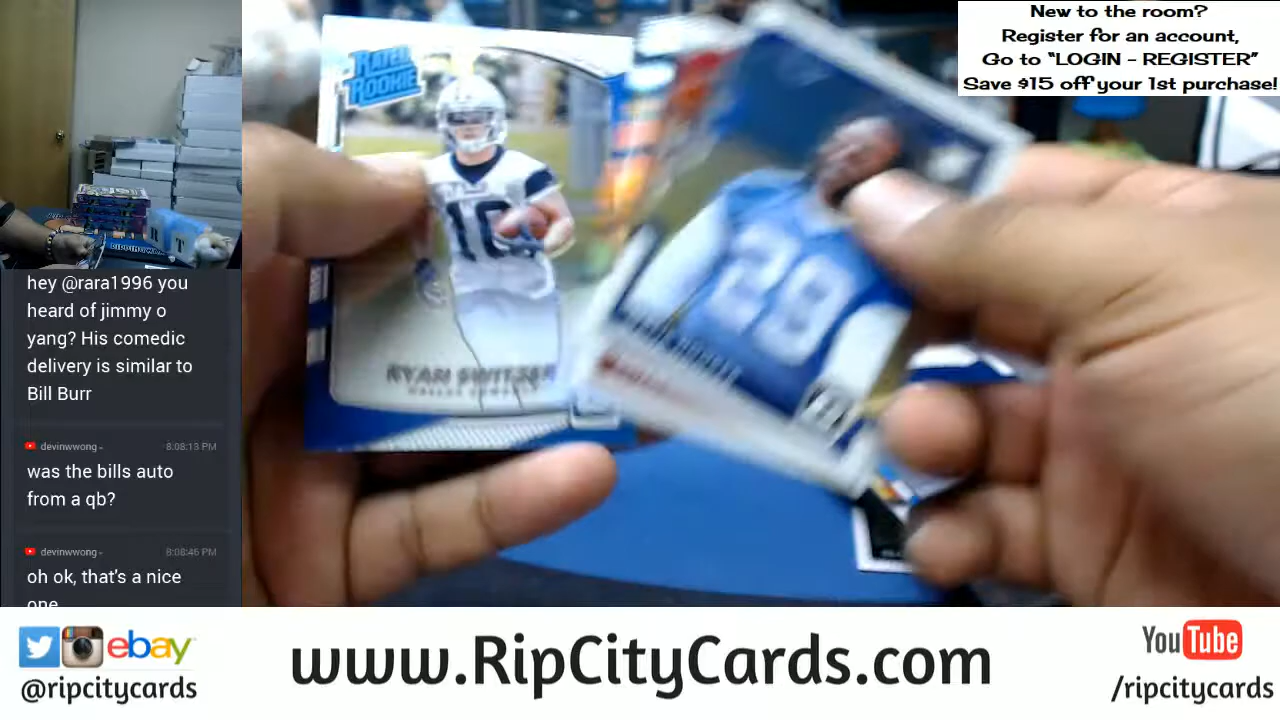 New to the room?
Register for an account,
Go to “LOGIN - REGISTER”
Save $15 off your 1st purchase!
RATED
ROOKIE
10
RYAN SWITZER
29
hey @rara1996 you
heard of jimmy o
yang? His comedic
delivery is similar to
Bill Burr
devinwwong
8:08:13 PM
was the bills auto
from a qb?
devinwwong
8:08:46 PM
oh ok, that's a nice
one
ebay
@ripcitycards
www.RipCityCards.com
YouTube
/ripcitycards